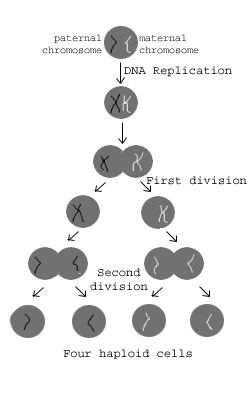 paternal
chromosome
maternal
chromosome
DNA Replication
First division
Second
division
Four haploid cells